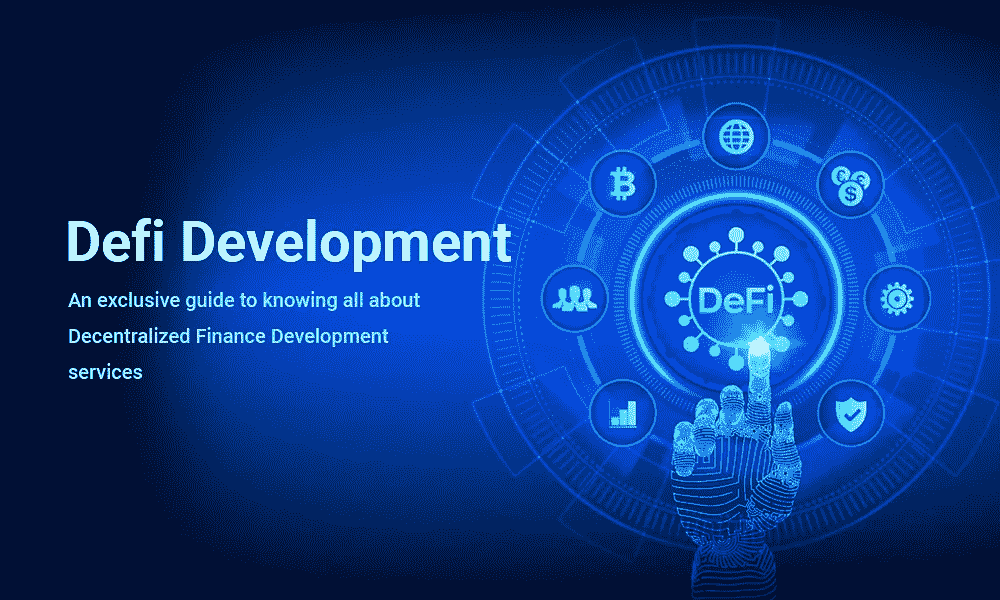 Defi Development
An exclusive guide to knowing all about
Decentralized Finance Development
services
DeFi